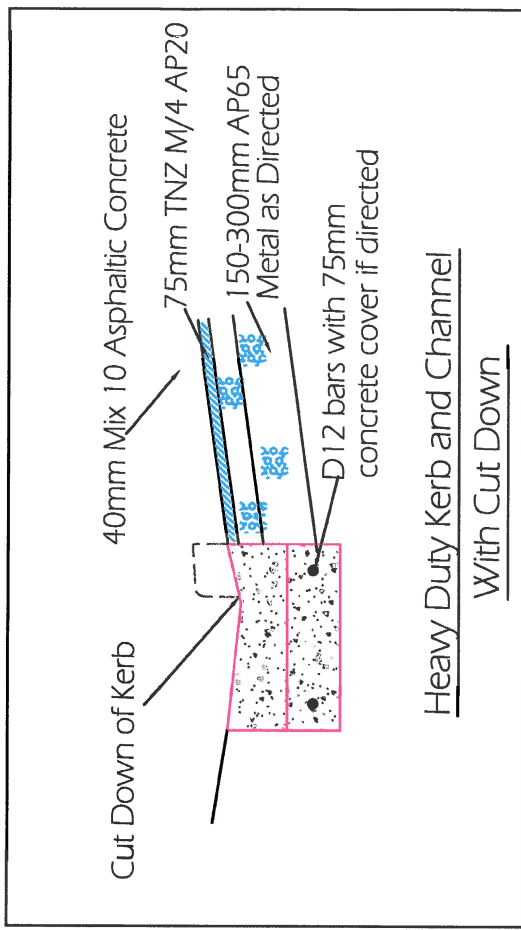 Cut Down of Kerb
40mm Mix 10 Asphaltic Concrete
75mm TNZ M/4 AP20
150-300mm AP65
Metal as Directed
D12 bars with 75mm
concrete cover if directed
Heavy Duty Kerb and Channel
With Cut Down